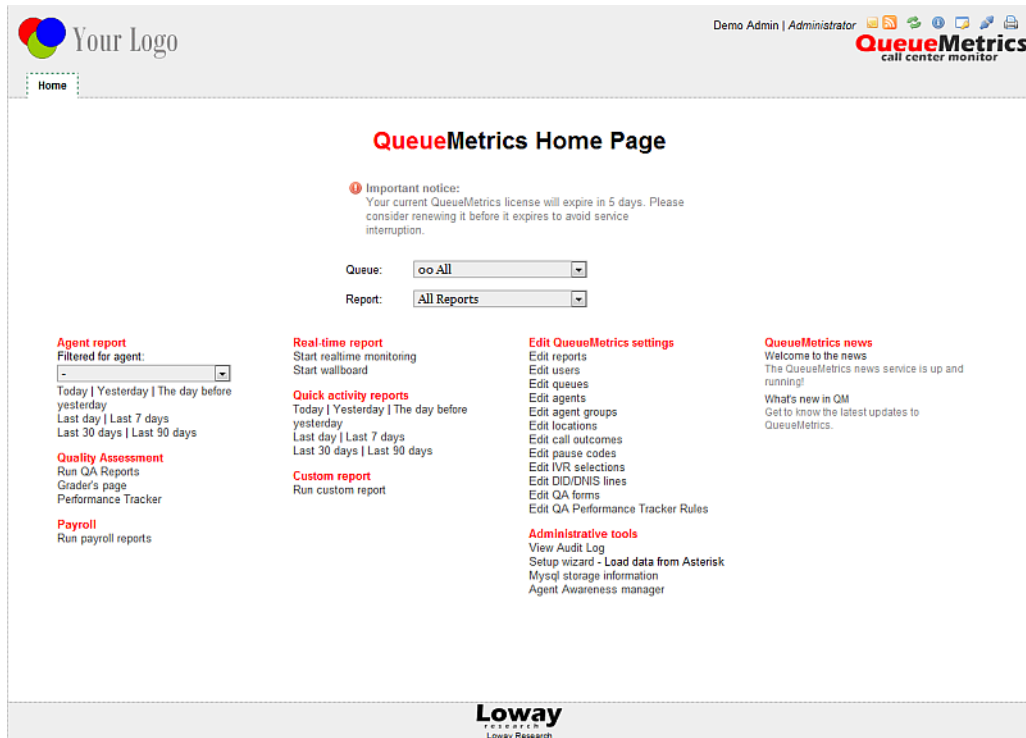 Your Logo
Demo Admin | Administrator
QueueMetrics
call center monitor
Home
QueueMetrics Home Page
Important notice:
Your current QueueMetrics license will expire in 5 days. Please
consider renewing it before it expires to avoid service
interruption.
Queue: 00 All
Report: All Reports
Agent report
Filtered for agent:
-
Today | Yesterday | The day before
yesterday
Last day | Last 7 days
Last 30 days | Last 90 days
Quality Assessment
Run QA Reports
Grader's page
Performance Tracker
Payroll
Run payroll reports
Real-time report
Start realtime monitoring
Start wallboard
Quick activity reports
Today | Yesterday | The day before
yesterday
Last day | Last 7 days
Last 30 days | Last 90 days
Custom report
Run custom report
Edit QueueMetrics settings
Edit reports
Edit users
Edit queues
Edit agents
Edit agent groups
Edit locations
Edit call outcomes
Edit pause codes
Edit IVR selections
Edit DID/DNIS lines
Edit QA forms
Edit QA Performance Tracker Rules
Administrative tools
View Audit Log
Setup wizard - Load data from Asterisk
Mysql storage information
Agent Awareness manager
QueueMetrics news
Welcome to the news
The QueueMetrics news service is up and
running!
What's new in QM
Get to know the latest updates to
QueueMetrics.
Loway
research
Loway Research